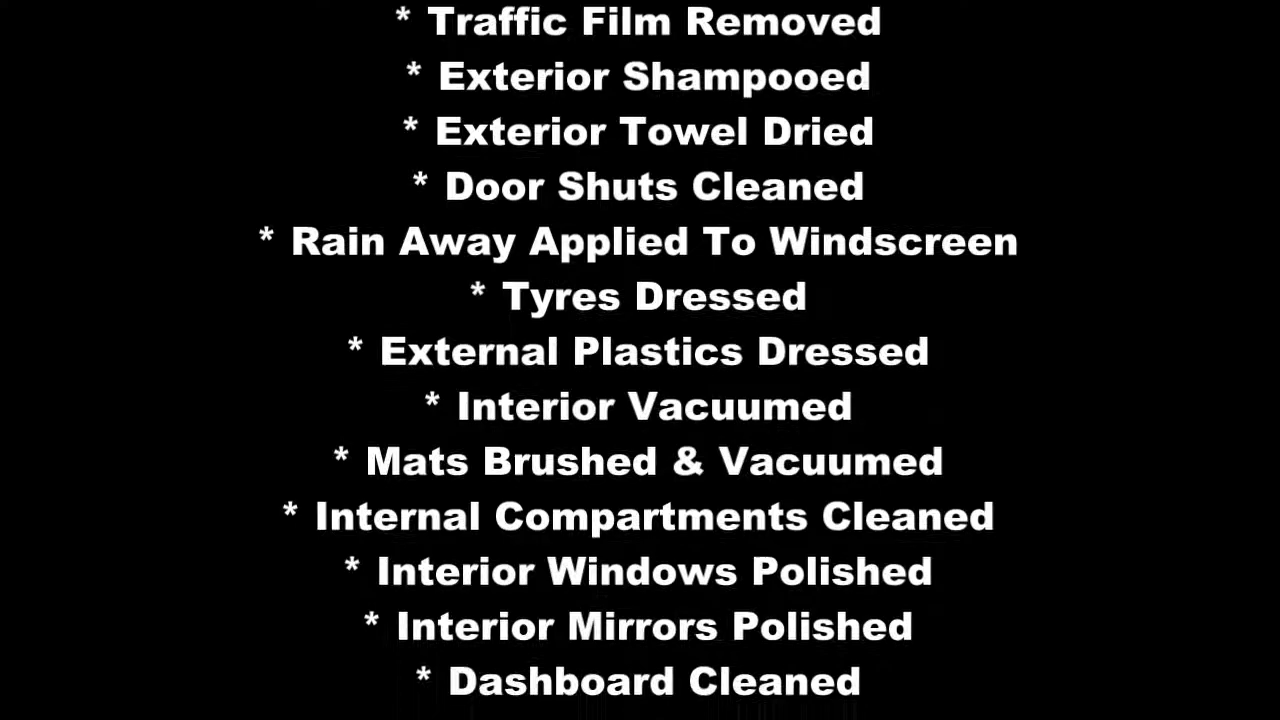 * Traffic Film Removed
* Exterior Shampooed
* Exterior Towel Dried
* Door Shuts Cleaned
* Rain Away Applied To Windscreen
* Tyres Dressed
* External Plastics Dressed
* Interior Vacuumed
* Mats Brushed & Vacuumed
* Internal Compartments Cleaned
* Interior Windows Polished
* Interior Mirrors Polished
* Dashboard Cleaned